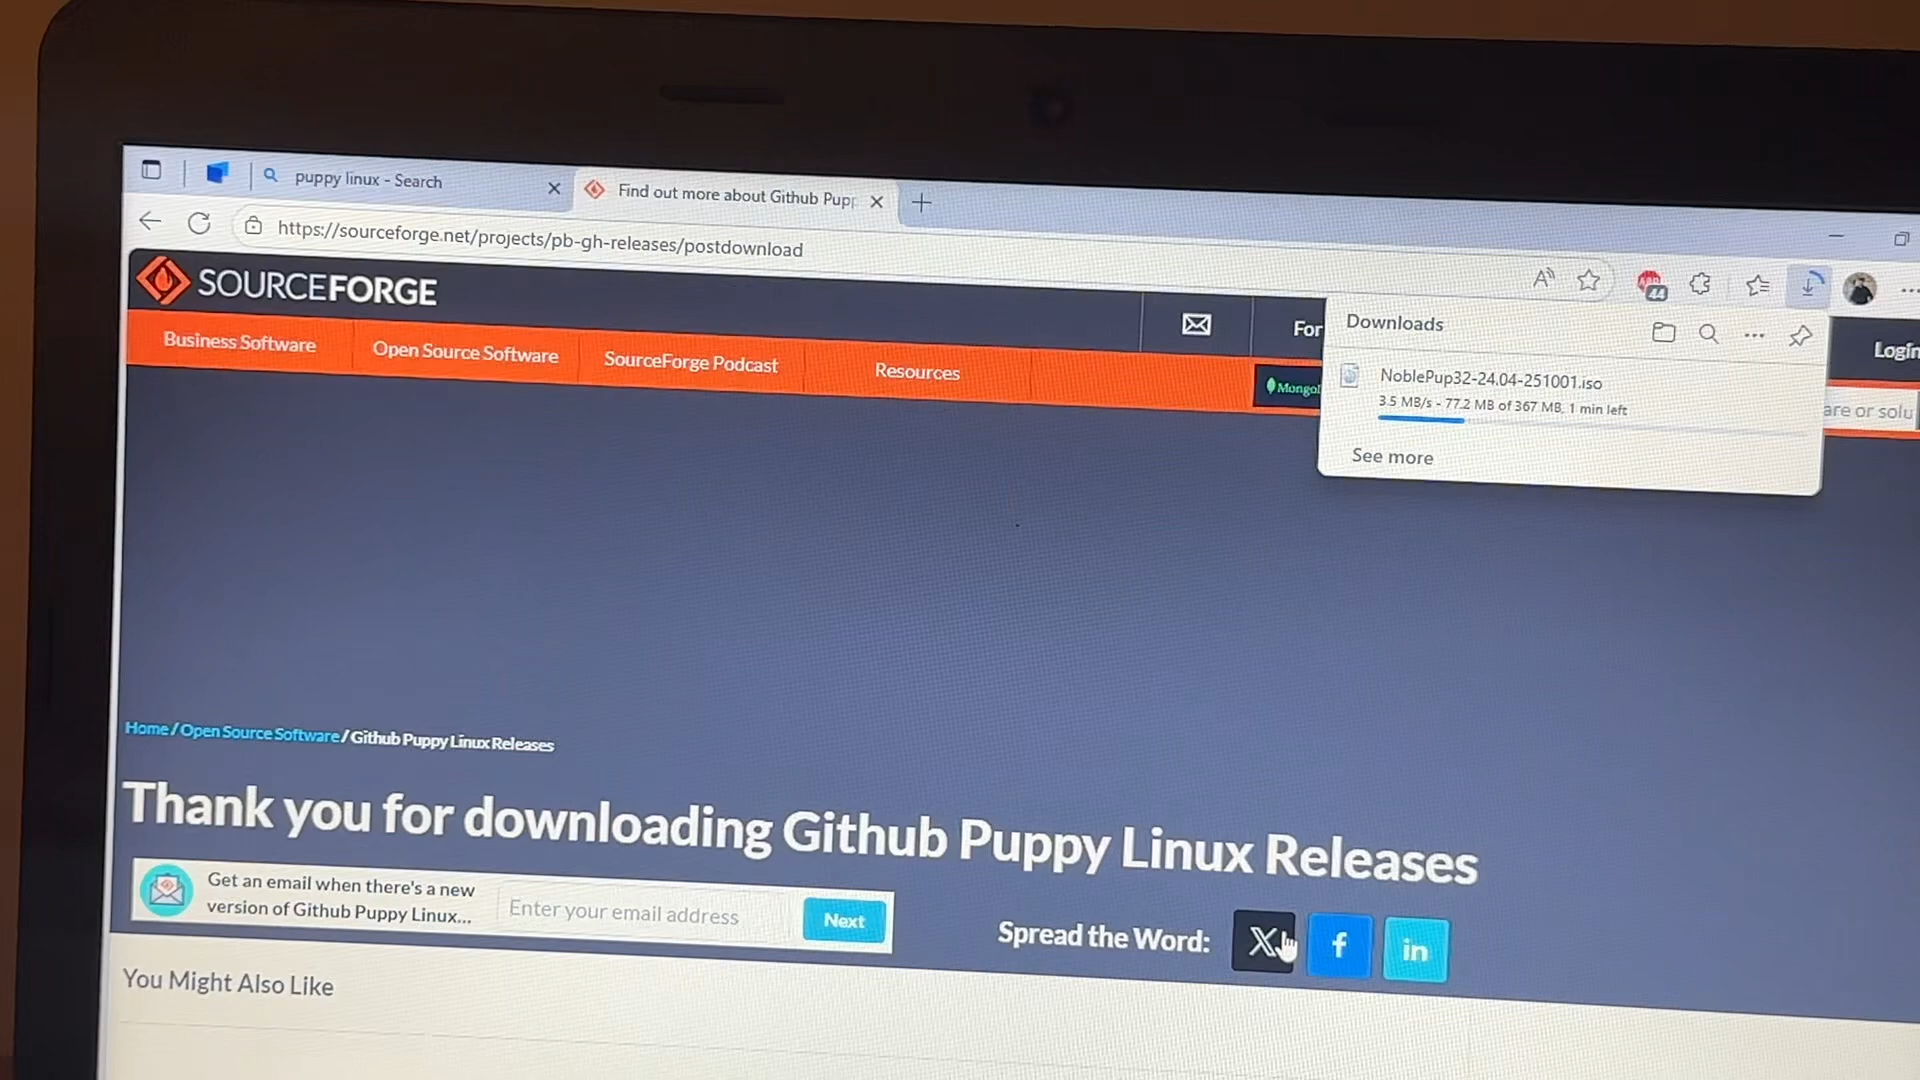 puppy linux - Search
Find out more about Github Pupp
https://sourceforge.net/projects/pb-gh-releases/postdownload
SOURCEFORGE
For
Login
Business Software
Open Source Software
SourceForge Podcast
Resources
Mongo
are or solu
44
Downloads
NoblePup32-24.04-251001.iso
3.5 MB/s - 77.2 MB of 367 MB, 1 min left
See more
Home / Open Source Software / Github Puppy Linux Releases
Thank you for downloading Github Puppy Linux Releases
Get an email when there's a new
version of Github Puppy Linux...
Enter your email address
Next
Spread the Word:
X
f
in
You Might Also Like